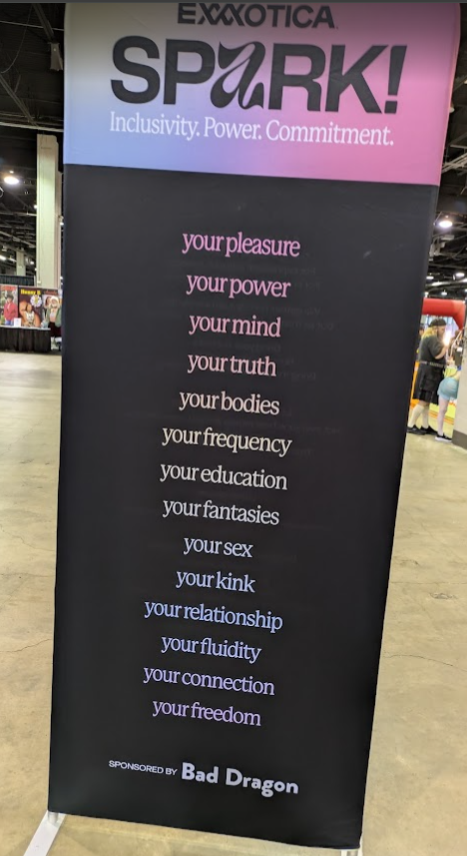 EXXXOTICA
SPARK!
Inclusivity. Power. Commitment.
your pleasure
your power
your mind
your truth
your bodies
your frequency
your education
your fantasies
your sex
your kink
your relationship
your fluidity
your connection
your freedom
SPONSORED BY Bad Dragon